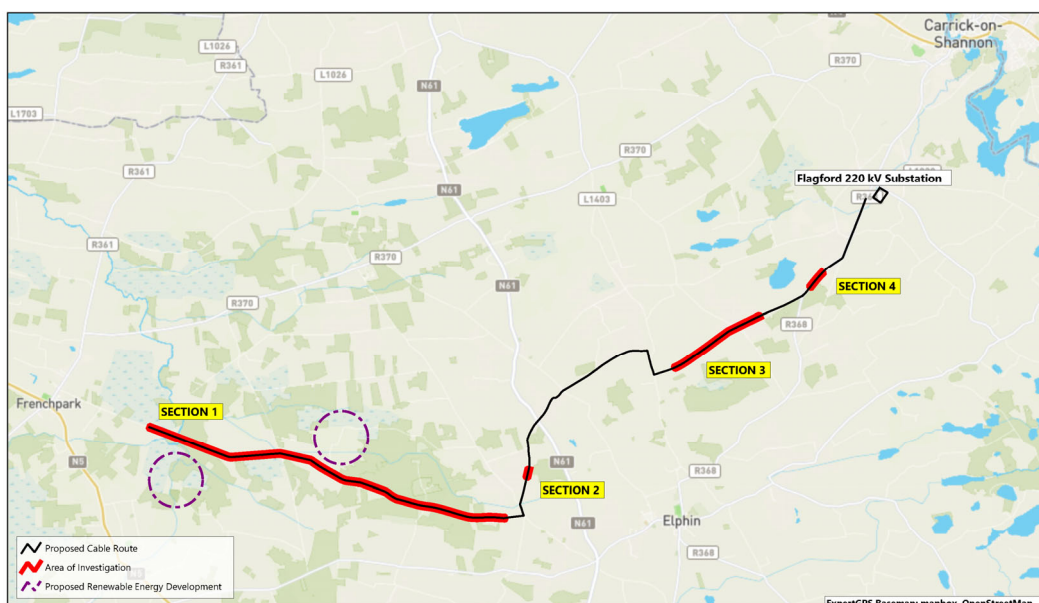 Carrick-on-
Shannon
L1026
R361
L1026
N61
R370
L1703
R361
R370
Flagford 220 kV Substation
N61
L1403
R361
R370
N61
SECTION 4
R370
R368
SECTION 3
Frenchpark
SECTION 1
N5
N61
R368
SECTION 2
N61
Elphin
R368
Proposed Cable Route
Area of Investigation
Proposed Renewable Energy Development